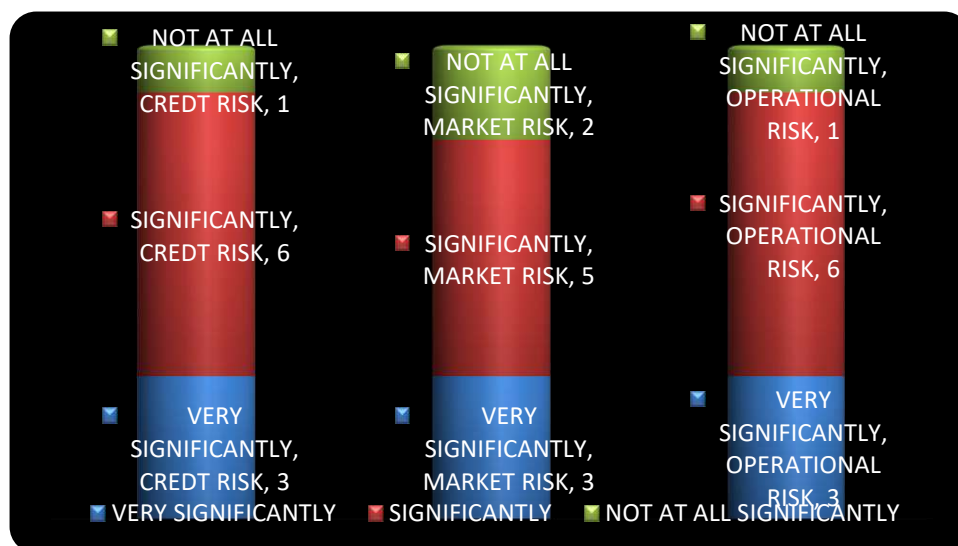 NOT AT ALL
SIGNIFICANTLY,
CREDT RISK, 1
SIGNIFICANTLY,
CREDT RISK, 6
VERY
SIGNIFICANTLY,
CREDT RISK, 3
NOT AT ALL
SIGNIFICANTLY,
MARKET RISK, 2
SIGNIFICANTLY,
MARKET RISK, 5
VERY
SIGNIFICANTLY,
MARKET RISK, 3
NOT AT ALL
SIGNIFICANTLY,
OPERATIONAL
RISK, 1
SIGNIFICANTLY,
OPERATIONAL
RISK, 6
VERY
SIGNIFICANTLY,
OPERATIONAL
RISK, 3
VERY SIGNIFICANTLY SIGNIFICANTLY NOT AT ALL SIGNIFICANTLY